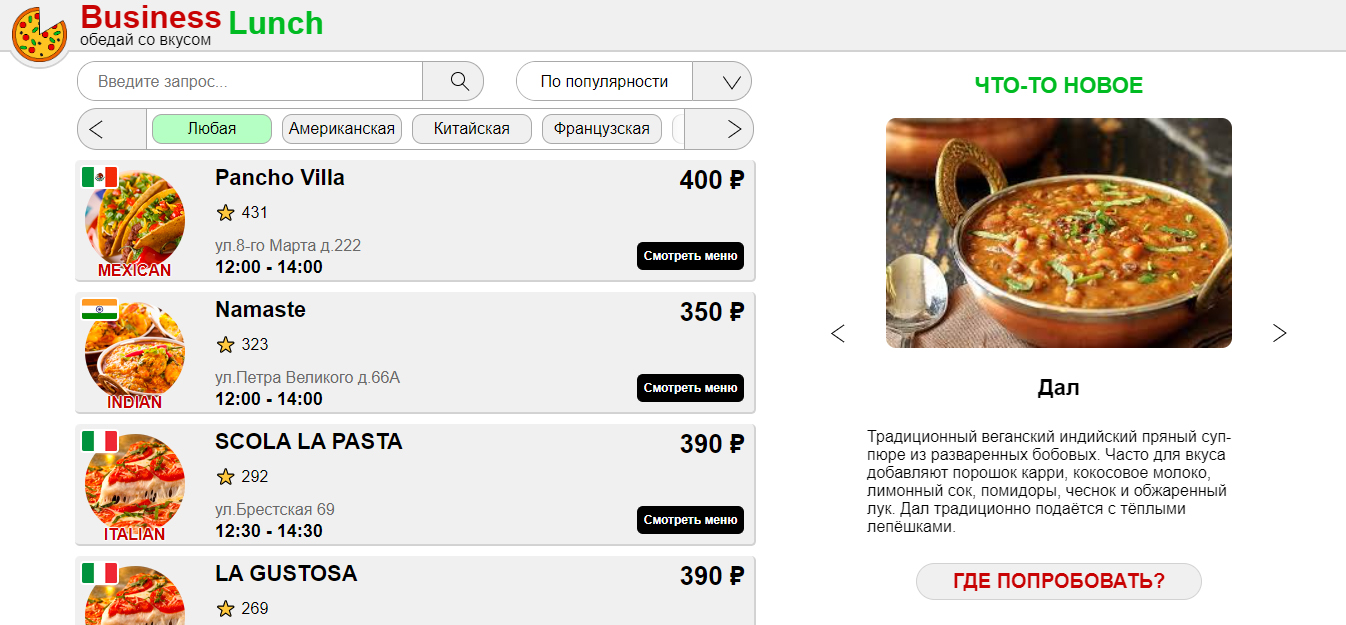 Business Lunch
обедай со вкусом
Введите запрос...
По популярности
Любая
Американская
Китайская
Французская
Pancho Villa
400 ₽
431
ул.8-го Марта д.222
12:00 - 14:00
Смотреть меню
MEXICAN
Namaste
350 ₽
323
ул.Петра Великого д.66А
12:00 - 14:00
Смотреть меню
INDIAN
SCOLA LA PASTA
390 ₽
292
ул.Брестская 69
12:30 - 14:30
Смотреть меню
ITALIAN
LA GUSTOSA
390 ₽
269
ЧТО-ТО НОВОЕ
Дал
Традиционный веганский индийский пряный суп-
пюре из разваренных бобовых. Часто для вкуса
добавляют порошок карри, кокосовое молоко,
лимонный сок, помидоры, чеснок и обжаренный
лук. Дал традиционно подаётся с тёплыми
лепёшками.
ГДЕ ПОПРОБОВАТЬ?